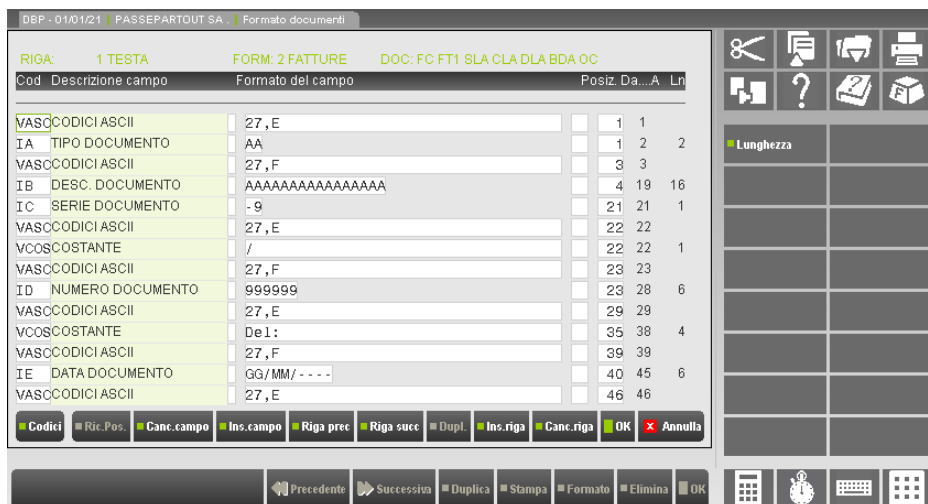 DBP - 01/01/21 | PASSEPARTOUT SA . | Formato documenti
RIGA: 1 TESTA FORM: 2 FATTURE DOC: FC FT1 SLA CLA DLA BDA OC
Cod Descrizione campo Formato del campo Posiz. Da....A Ln
VASC CODICI ASCII 27,E 1 1
IA TIPO DOCUMENTO AA 1 2 2
VASC CODICI ASCII 27,F 3 3
IB DESC. DOCUMENTO AAAAAAAAAAAAAAAA 4 19 16
IC SERIE DOCUMENTO -9 21 21 1
VASC CODICI ASCII 27,E 22 22
VCOS COSTANTE / 22 22 1
VASC CODICI ASCII 27,F 23 23
ID NUMERO DOCUMENTO 999999 23 28 6
VASC CODICI ASCII 27,E 29 29
VCOS COSTANTE Del: 35 38 4
VASC CODICI ASCII 27,F 39 39
IE DATA DOCUMENTO GG/MM/---- 40 45 6
VASC CODICI ASCII 27,E 46 46
Codici Ric.Pos. Canc.campo Ins.campo Riga prec Riga succ Dupl. Ins.riga Canc.riga OK X Annulla
Precedente Successiva Duplica Stampa Formato Elimina OK
? ? F
Lunghezza